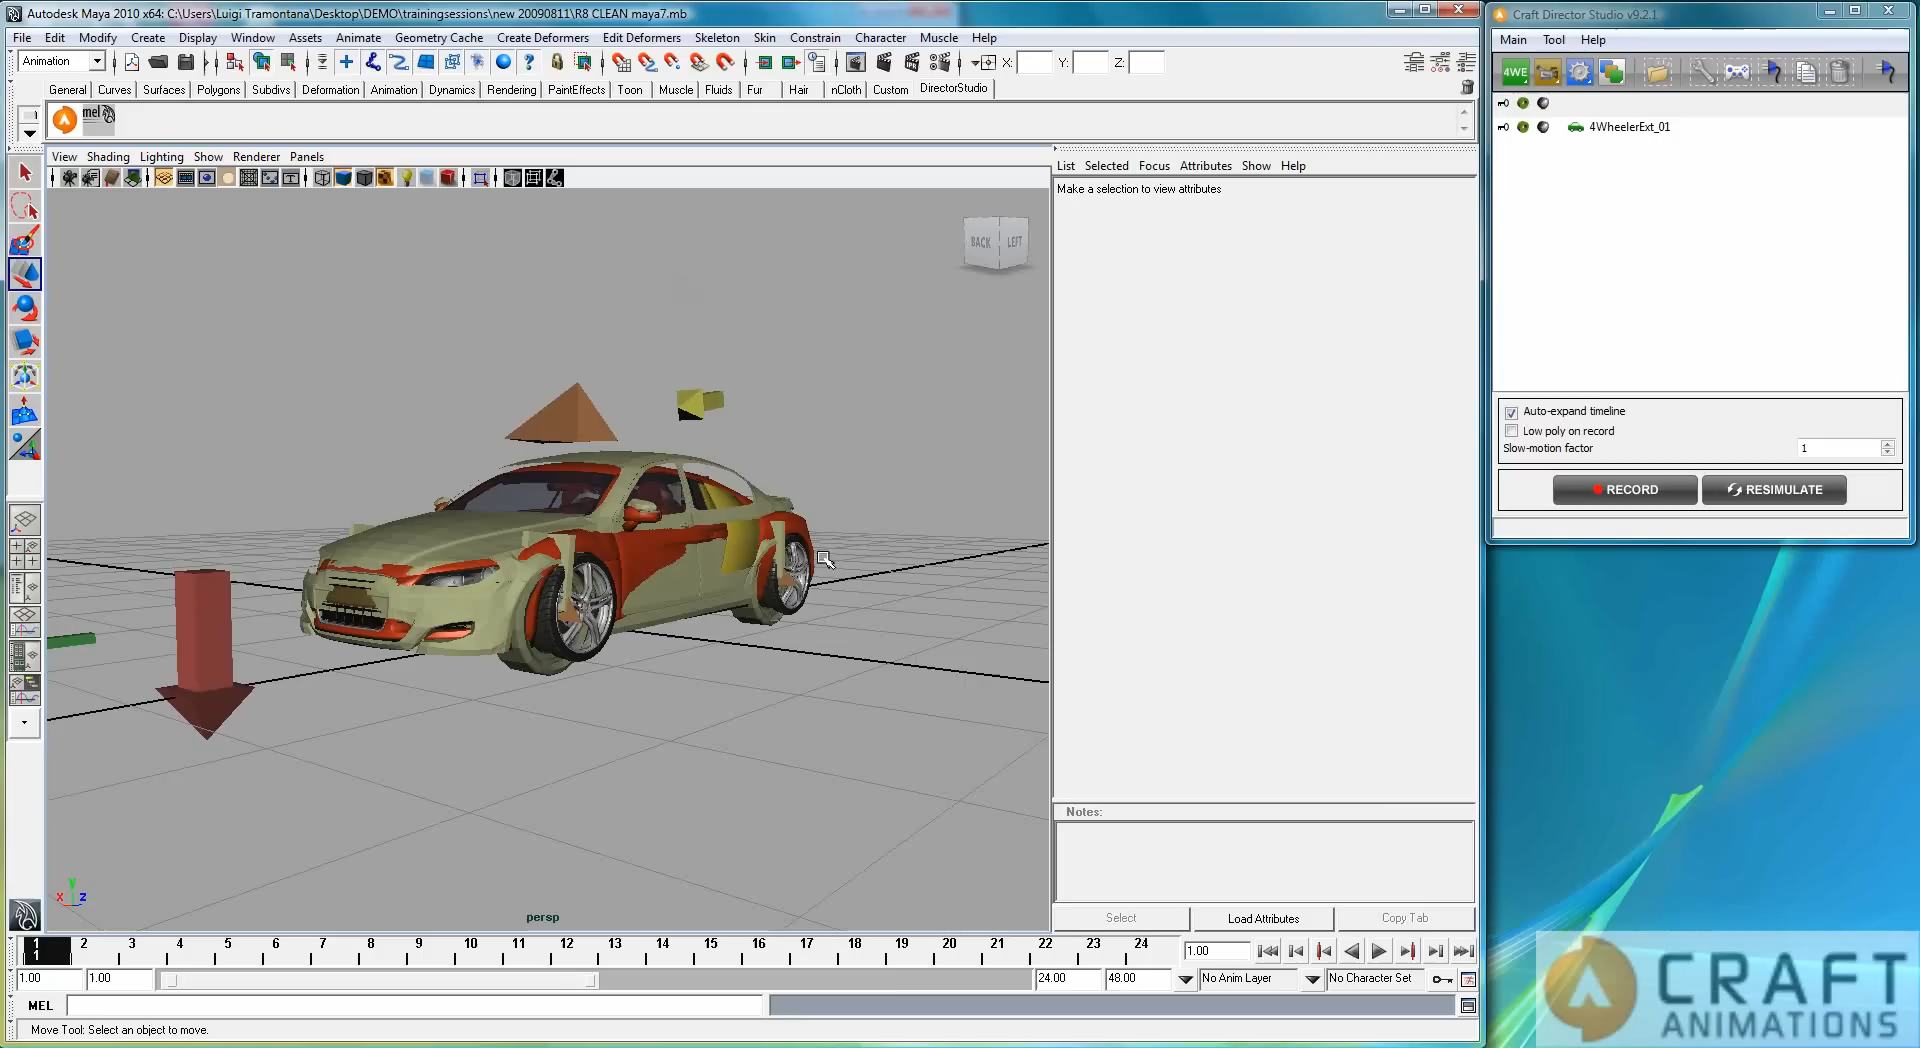 Autodesk Maya 2010 x64: C:\Users\Luigi Tramontana\Desktop\DEMO\trainingsessions\new 20090811\R8 CLEAN maya7.mb
File Edit Modify Create Display Window Assets Animate Geometry Cache Create Deformers Edit Deformers Skeleton Skin Constrain Character Muscle Help
Animation X: Y: Z:
General Curves Surfaces Polygons Subdivs Deformation Animation Dynamics Rendering PaintEffects Toon Muscle Fluids Fur Hair nCloth Custom DirectorStudio
mel
View Shading Lighting Show Renderer Panels
BACK LEFT
persp
y
x z
List Selected Focus Attributes Show Help
Make a selection to view attributes
Notes:
Select Load Attributes Copy Tab
1 2 3 4 5 6 7 8 9 10 11 12 13 14 15 16 17 18 19 20 21 22 23 24
1 1.00
1.00 1.00 24.00 48.00 No Anim Layer No Character Set
MEL
Move Tool: Select an object to move.
Craft Director Studio v9.2.1
Main Tool Help
4WE
4WheelerExt_01
Auto-expand timeline
Low poly on record
Slow-motion factor 1
RECORD RESIMULATE
CRAFT
ANIMATIONS